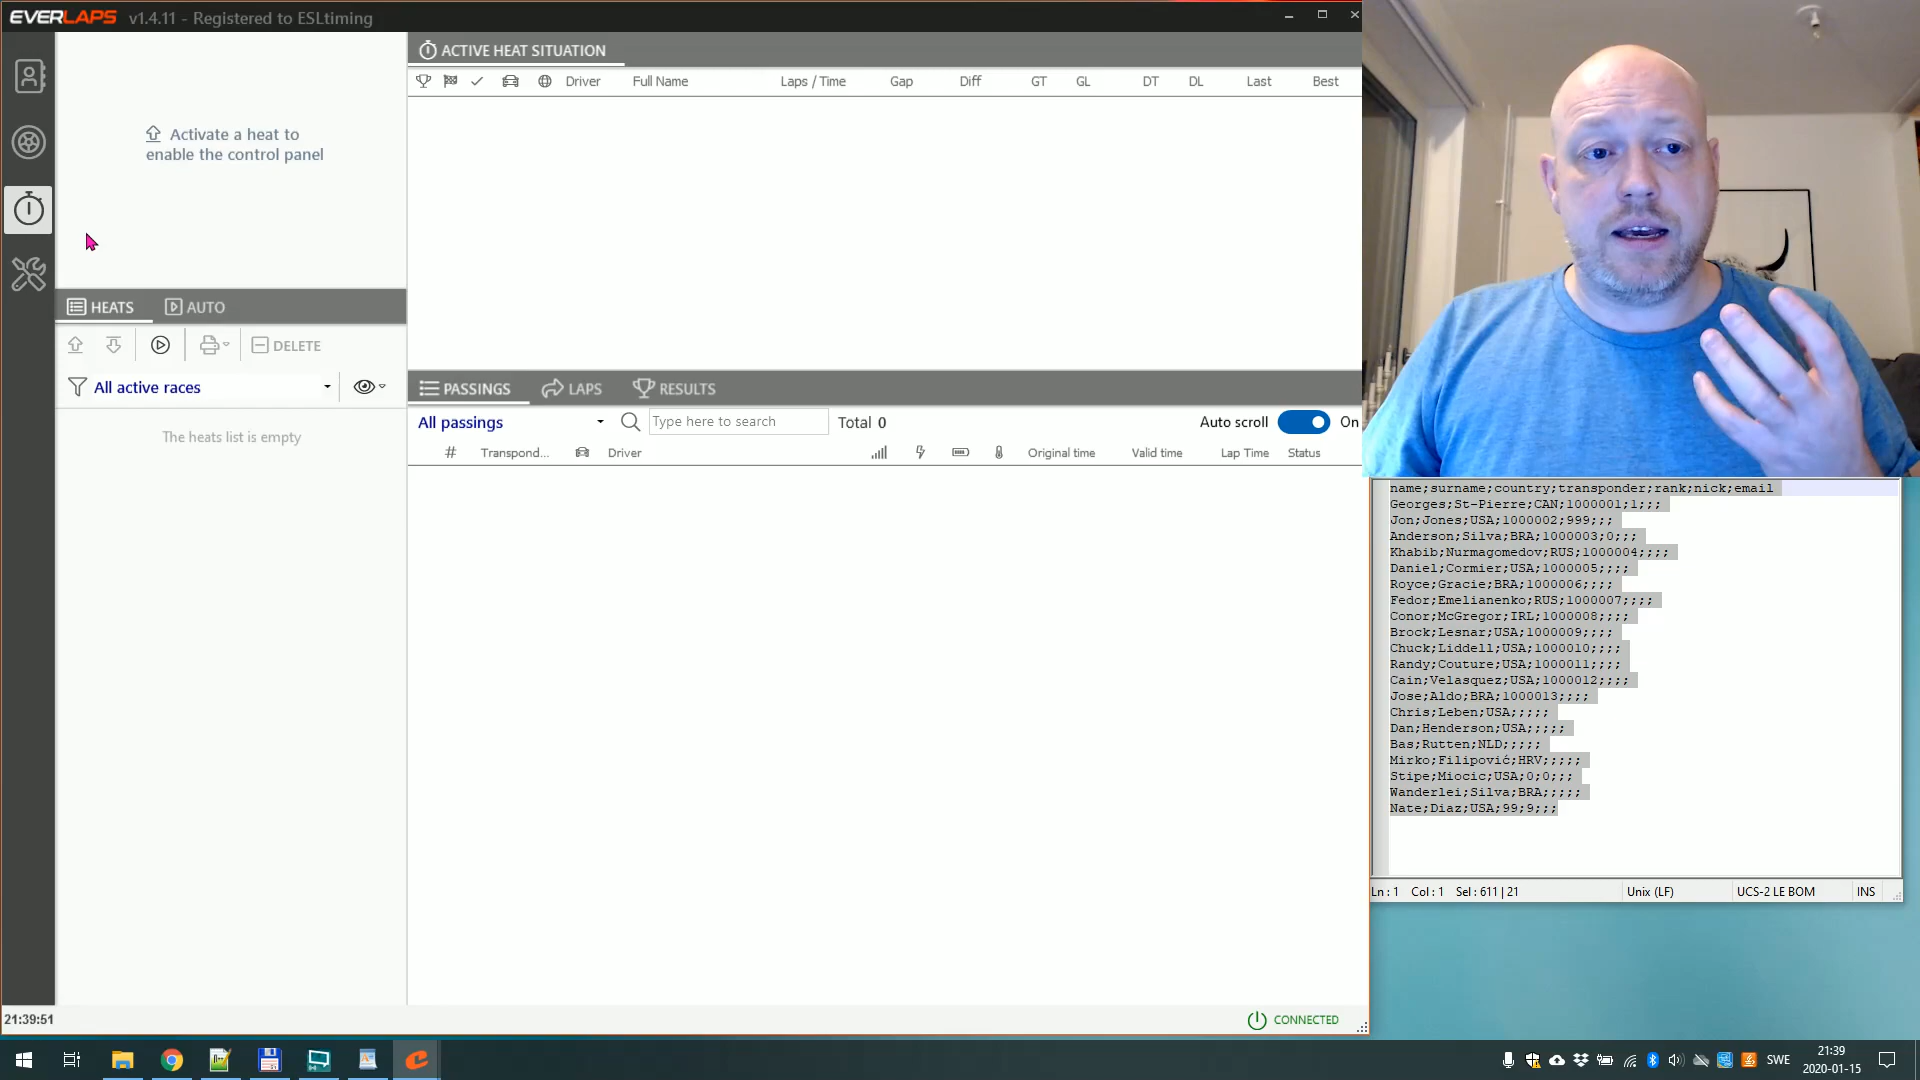 EVERLAPS v1.4.11 - Registered to ESLtiming
Activate a heat to
enable the control panel
HEATS AUTO
DELETE
All active races
The heats list is empty
ACTIVE HEAT SITUATION
Driver Full Name Laps / Time Gap Diff GT GL DT DL Last Best
PASSINGS LAPS RESULTS
All passings Type here to search Total 0 Auto scroll On
# Transpond... Driver Original time Valid time Lap Time Status
name;surname;country;transponder;rank;nick;email
Georges;St-Pierre;CAN;1000001;1;;;
Jon;Jones;USA;1000002;999;;;
Anderson;Silva;BRA;1000003;0;;;
Khabib;Nurmagomedov;RUS;1000004;;;;
Daniel;Cormier;USA;1000005;;;;
Royce;Gracie;BRA;1000006;;;;
Fedor;Emelianenko;RUS;1000007;;;;
Conor;McGregor;IRL;1000008;;;;
Brock;Lesnar;USA;1000009;;;;
Chuck;Liddell;USA;1000010;;;;
Randy;Couture;USA;1000011;;;;
Cain;Velasquez;USA;1000012;;;;
Jose;Aldo;BRA;1000013;;;;
Chris;Leben;USA;;;;;
Dan;Henderson;USA;;;;;
Bas;Rutten;NLD;;;;;
Mirko;Filipović;HRV;;;;;
Stipe;Miocic;USA;0;0;;;
Wanderlei;Silva;BRA;;;;;
Nate;Diaz;USA;99;9;;;
Ln : 1 Col : 1 Sel : 611 | 21 Unix (LF) UCS-2 LE BOM INS
21:39:51 CONNECTED
SWE 21:39
2020-01-15